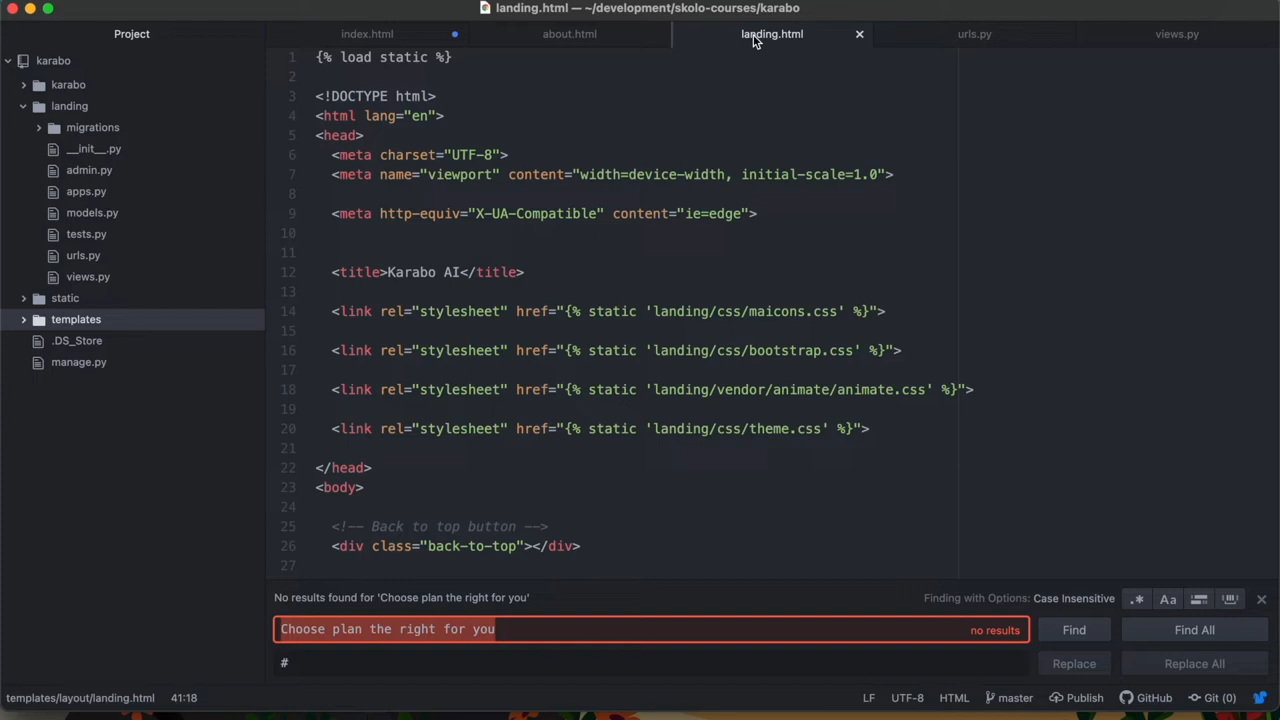 landing.html — ~/development/skolo-courses/karabo
Project
index.html
about.html
landing.html
urls.py
views.py
karabo
karabo
landing
migrations
__init__.py
admin.py
apps.py
models.py
tests.py
urls.py
views.py
static
templates
.DS_Store
manage.py
1 {% load static %}
2
3 <!DOCTYPE html>
4 <html lang="en">
5 <head>
6 <meta charset="UTF-8">
7 <meta name="viewport" content="width=device-width, initial-scale=1.0">
8
9 <meta http-equiv="X-UA-Compatible" content="ie=edge">
10
11
12 <title>Karabo AI</title>
13
14 <link rel="stylesheet" href="{% static 'landing/css/maicons.css' %}">
15
16 <link rel="stylesheet" href="{% static 'landing/css/bootstrap.css' %}">
17
18 <link rel="stylesheet" href="{% static 'landing/vendor/animate/animate.css' %}">
19
20 <link rel="stylesheet" href="{% static 'landing/css/theme.css' %}">
21
22 </head>
23 <body>
24
25 <!-- Back to top button -->
26 <div class="back-to-top"></div>
27
No results found for 'Choose plan the right for you'
Finding with Options: Case Insensitive
.* Aa
Choose plan the right for you
no results
Find
Find All
#
Replace
Replace All
templates/layout/landing.html 41:18
LF UTF-8 HTML master Publish GitHub Git (0)